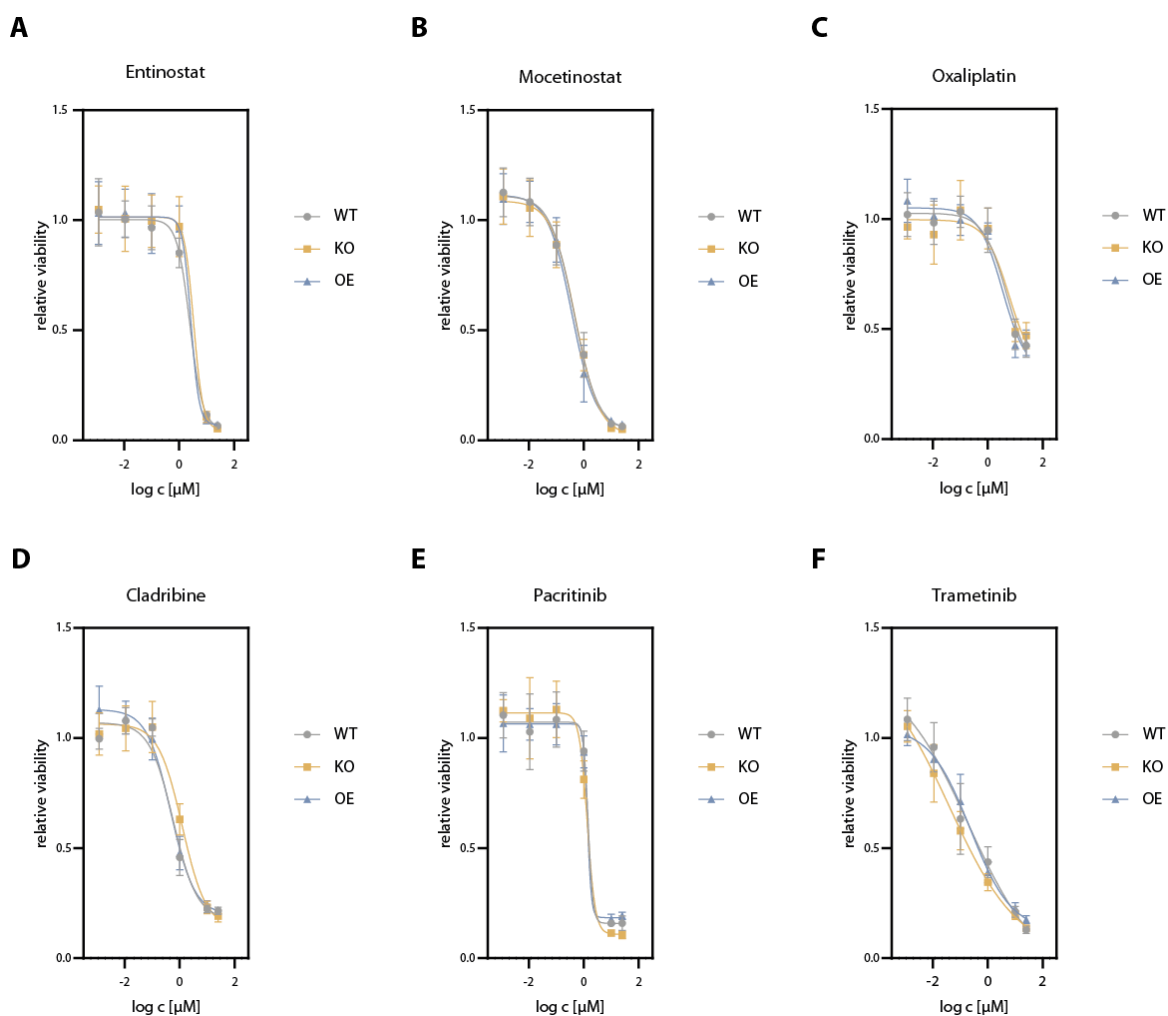 A
Entinostat
1.5
1.0
0.5
0.0
relative viability
-2 0 2
log c [µM]
WT
KO
OE
B
Mocetinostat
1.5
1.0
0.5
0.0
relative viability
-2 0 2
log c [µM]
WT
KO
OE
C
Oxaliplatin
1.5
1.0
0.5
0.0
relative viability
-2 0 2
log c [µM]
WT
KO
OE
D
Cladribine
1.5
1.0
0.5
0.0
relative viability
-2 0 2
log c [µM]
WT
KO
OE
E
Pacritinib
1.5
1.0
0.5
0.0
relative viability
-2 0 2
log c [µM]
WT
KO
OE
F
Trametinib
1.5
1.0
0.5
0.0
relative viability
-2 0 2
log c [µM]
WT
KO
OE